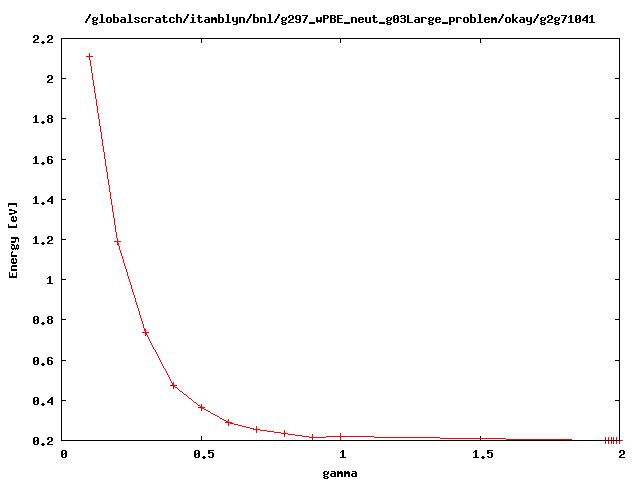 /globalscratch/itamblyn/bnl/g297_wPBE_neut_g03Large_problem/okay/g2g71041
2.2
2
1.8
1.6
1.4
1.2
1
0.8
0.6
0.4
0.2
Energy [eV]
0 0.5 1 1.5 2
gamma